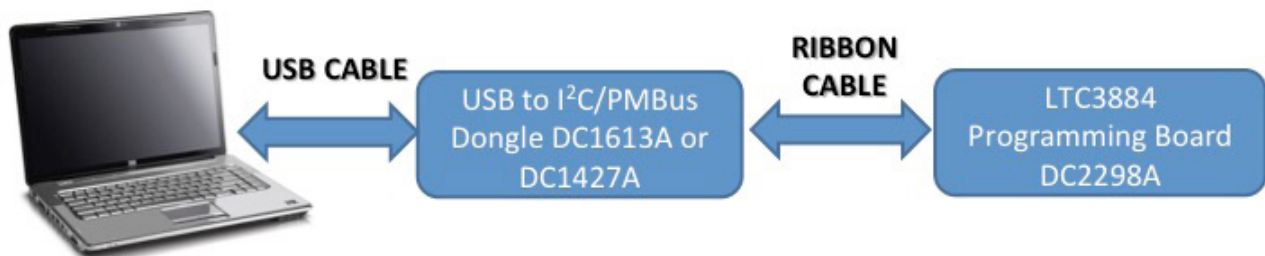 USB CABLE
USB to I²C/PMBus
Dongle DC1613A or
DC1427A
RIBBON
CABLE
LTC3884
Programming Board
DC2298A